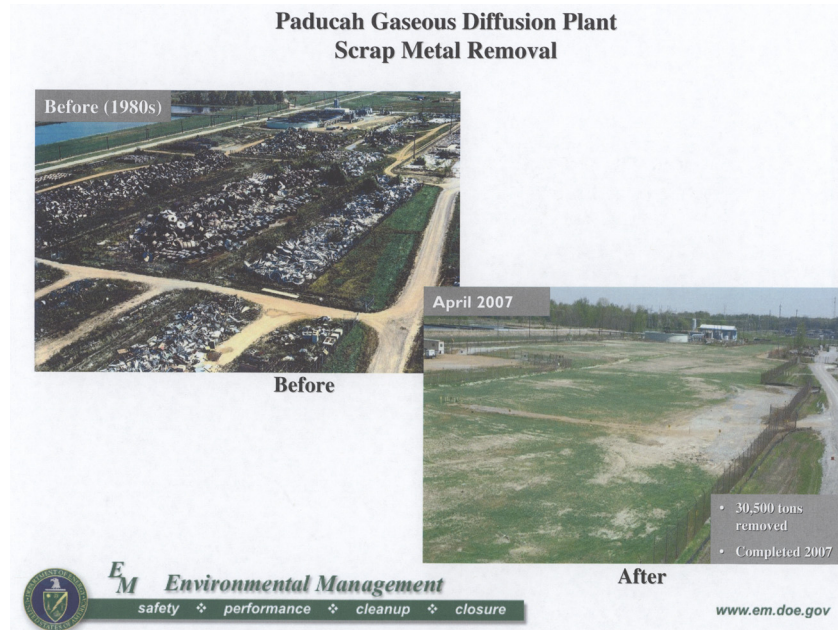 Paducah Gaseous Diffusion Plant
Scrap Metal Removal
Before (1980s)
Before
April 2007
• 30,500 tons
removed
• Completed 2007
After
EM Environmental Management
safety ❖ performance ❖ cleanup ❖ closure
www.em.doe.gov